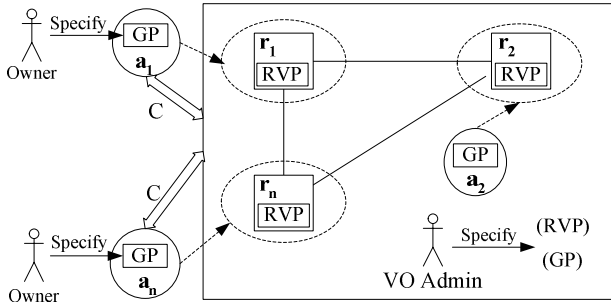 Specify
GP
a1
Owner
C
r1
RVP
r2
RVP
GP
a2
rn
RVP
C
Specify
GP
an
Owner
Specify
(RVP)
(GP)
VO Admin